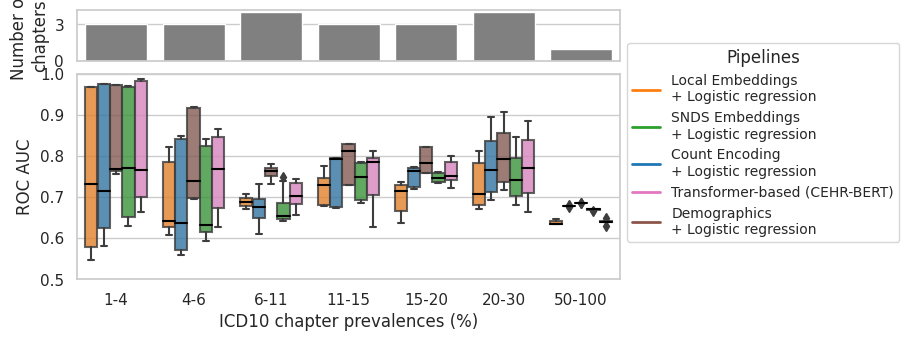 Number of
chapters
3
0
1.0
0.9
0.8
0.7
0.6
0.5
ROC AUC
1-4
4-6
6-11
11-15
15-20
20-30
50-100
ICD10 chapter prevalences (%)
Pipelines
Local Embeddings
+ Logistic regression
SNDS Embeddings
+ Logistic regression
Count Encoding
+ Logistic regression
Transformer-based (CEHR-BERT)
Demographics
+ Logistic regression